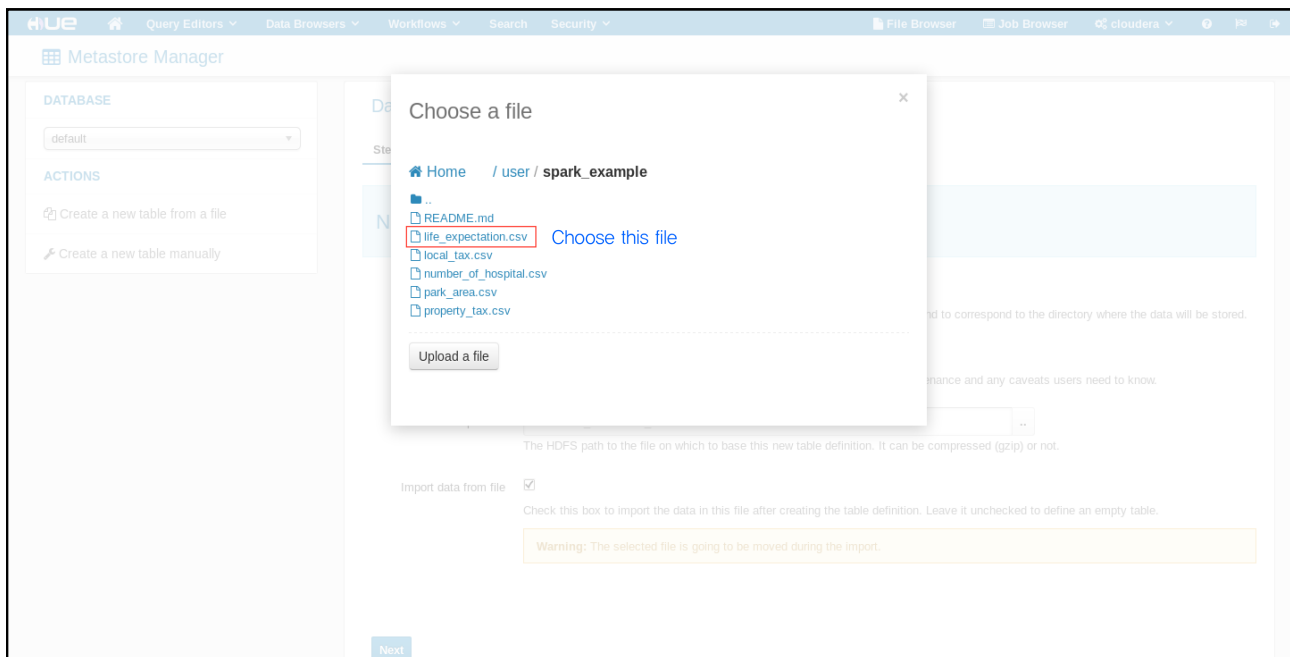 HUE Query Editors Data Browsers Workflows Search Security File Browser Job Browser cloudera
Metastore Manager
DATABASE
default
ACTIONS
Create a new table from a file
Create a new table manually
Da
Ste
N
Choose a file
×
Home / user / spark_example
..
README.md
life_expectation.csv Choose this file
local_tax.csv
number_of_hospital.csv
park_area.csv
property_tax.csv
Upload a file
nd to correspond to the directory where the data will be stored.
enance and any caveats users need to know.
..
The HDFS path to the file on which to base this new table definition. It can be compressed (gzip) or not.
Import data from file
Check this box to import the data in this file after creating the table definition. Leave it unchecked to define an empty table.
Warning: The selected file is going to be moved during the import.
Next